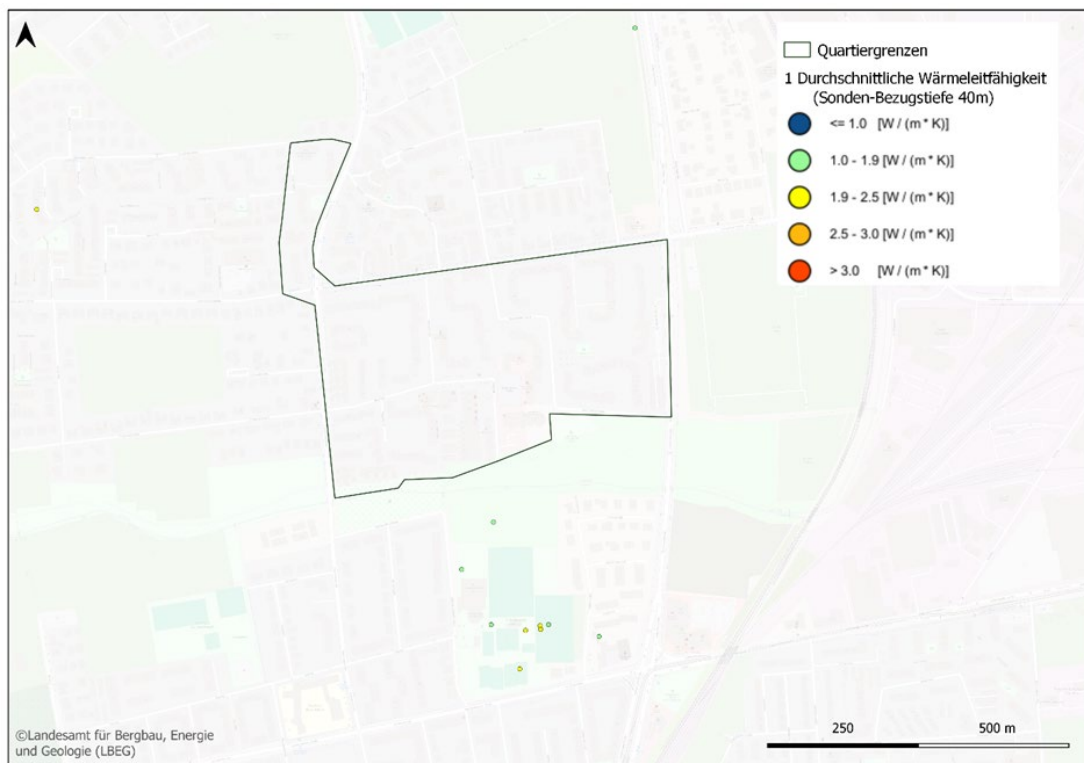 Quartiergrenzen
1 Durchschnittliche Wärmeleitfähigkeit
(Sonden-Bezugstiefe 40m)
<= 1.0 [W / (m * K)]
1.0 - 1.9 [W / (m * K)]
1.9 - 2.5 [W / (m * K)]
2.5 - 3.0 [W / (m * K)]
> 3.0 [W / (m * K)]
©Landesamt für Bergbau, Energie
und Geologie (LBEG)
250 500 m